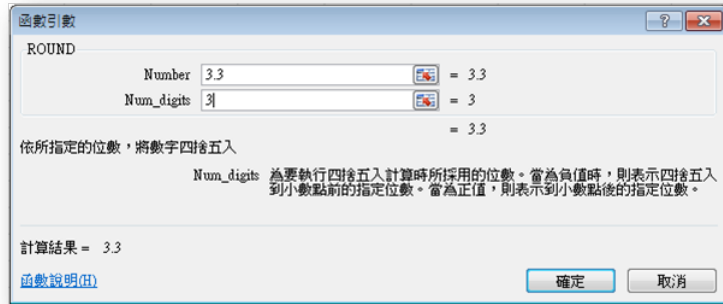 函數引數
ROUND
Number 3.3 = 3.3
Num_digits 3 = 3
= 3.3
依所指定的位數，將數字四捨五入
Num_digits 為要執行四捨五入計算時所採用的位數。當為負值時，則表示四捨五入
到小數點前的指定位數。當為正值，則表示到小數點後的指定位數。
計算結果 = 3.3
函數說明(H)
確定
取消